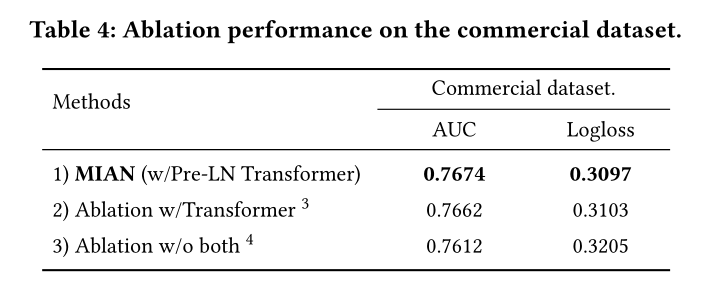 Table 4: Ablation performance on the commercial dataset.
Methods Commercial dataset.
AUC Logloss
1) MIAN (w/Pre-LN Transformer) 0.7674 0.3097
2) Ablation w/Transformer 3 0.7662 0.3103
3) Ablation w/o both 4 0.7612 0.3205